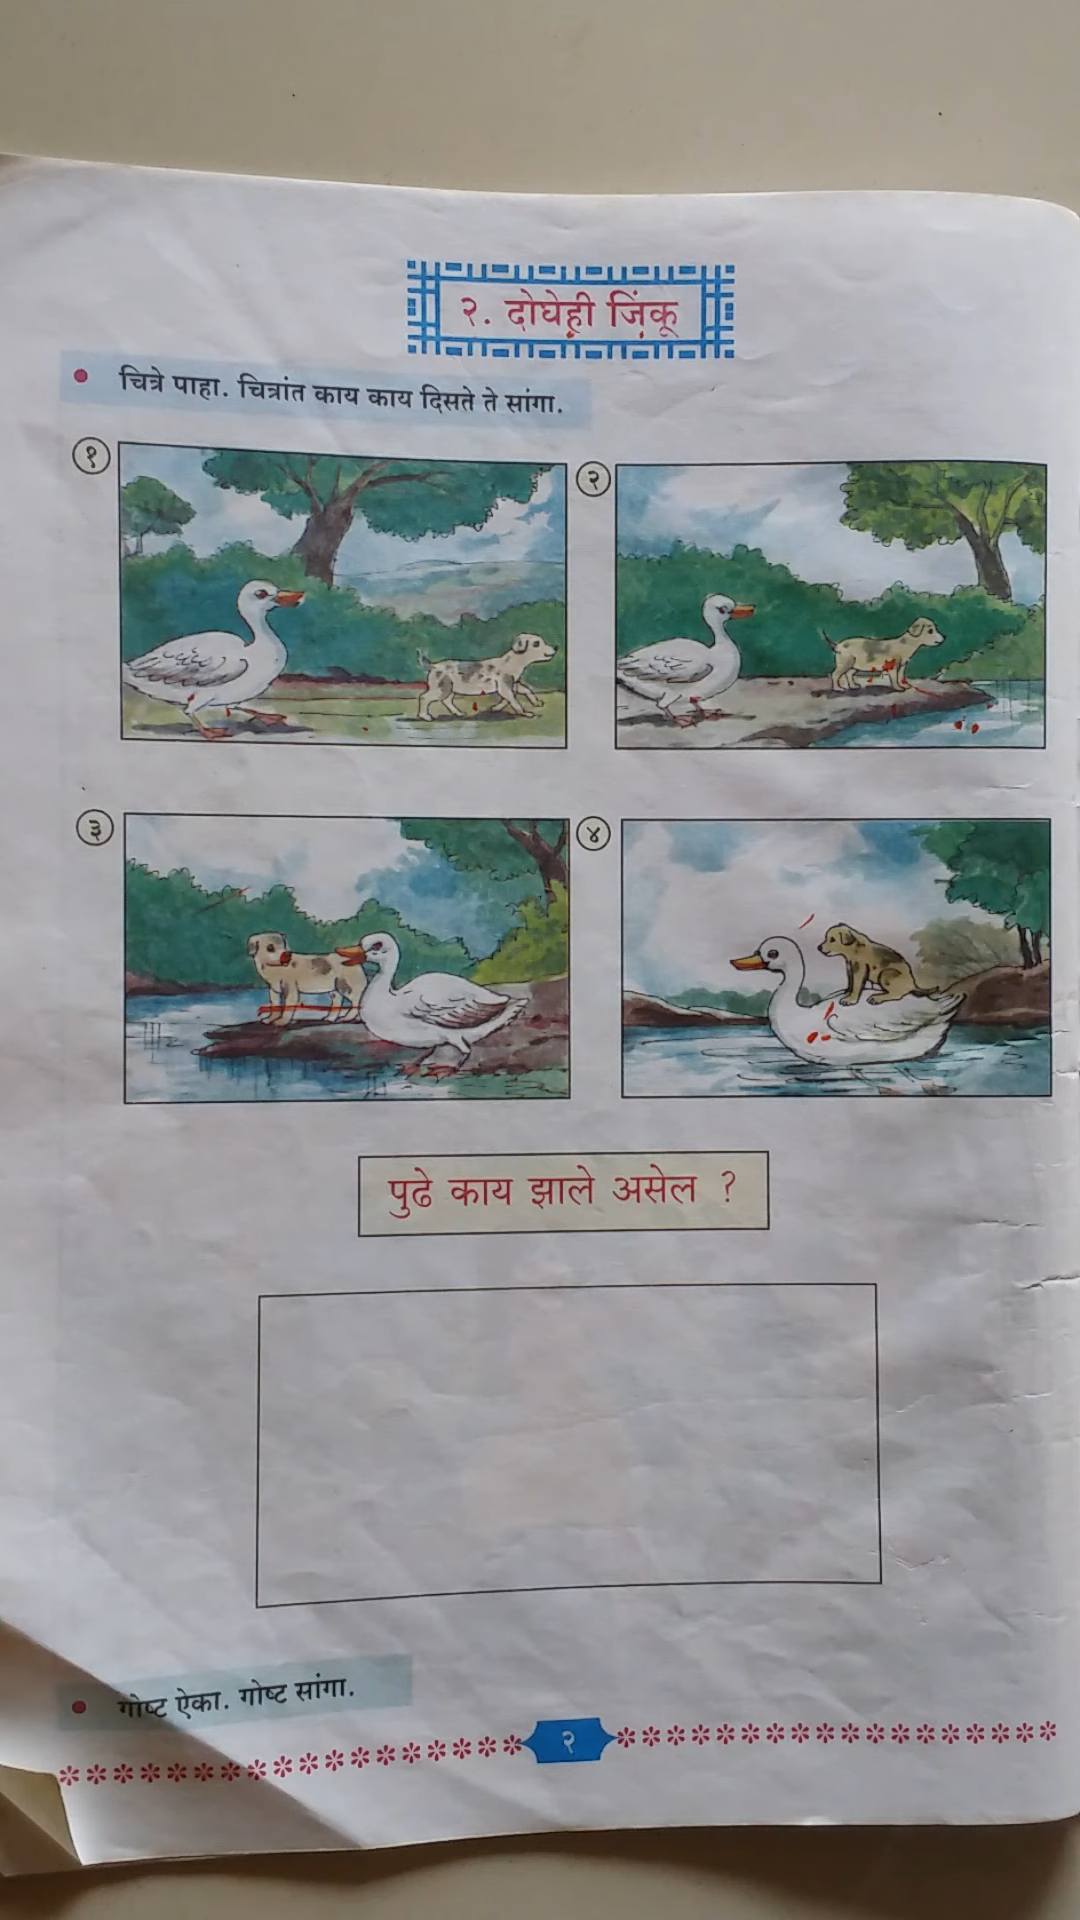 २. दोघेही जिंकू
चित्रे पाहा. चित्रांत काय काय दिसते ते सांगा.
१
२
३
४
पुढे काय झाले असेल ?
गोष्ट ऐका. गोष्ट सांगा.
२